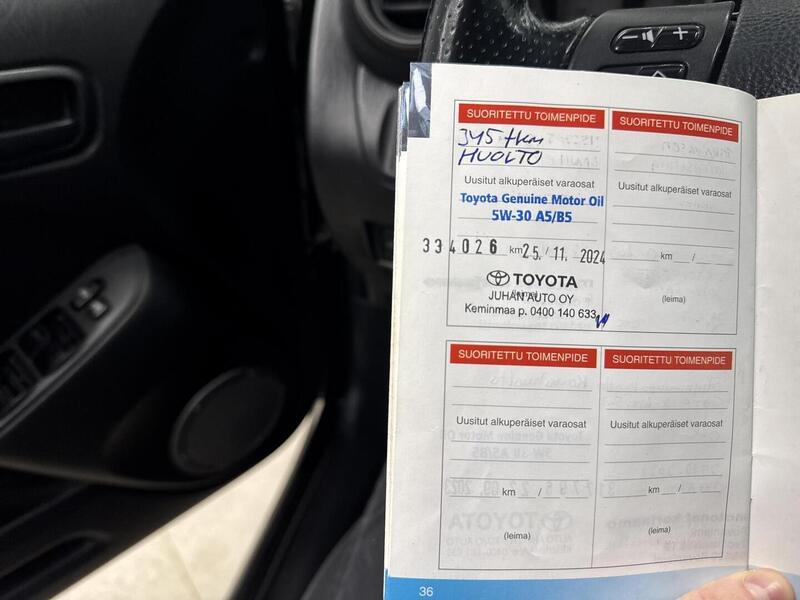 SUORITETTU TOIMENPIDE
345 tkm
HUOLTO
Uusitut alkuperäiset varaosat
Toyota Genuine Motor Oil
5W-30 A5/B5
334026 km 25. / 11. 2024
TOYOTA
(leima)
JUHAN AUTO OY
Keminmaa p. 0400 140 633
SUORITETTU TOIMENPIDE
Uusitut alkuperäiset varaosat
km /
(leima)
SUORITETTU TOIMENPIDE
Uusitut alkuperäiset varaosat
km /
(leima)
SUORITETTU TOIMENPIDE
Uusitut alkuperäiset varaosat
km /
(leima)
36